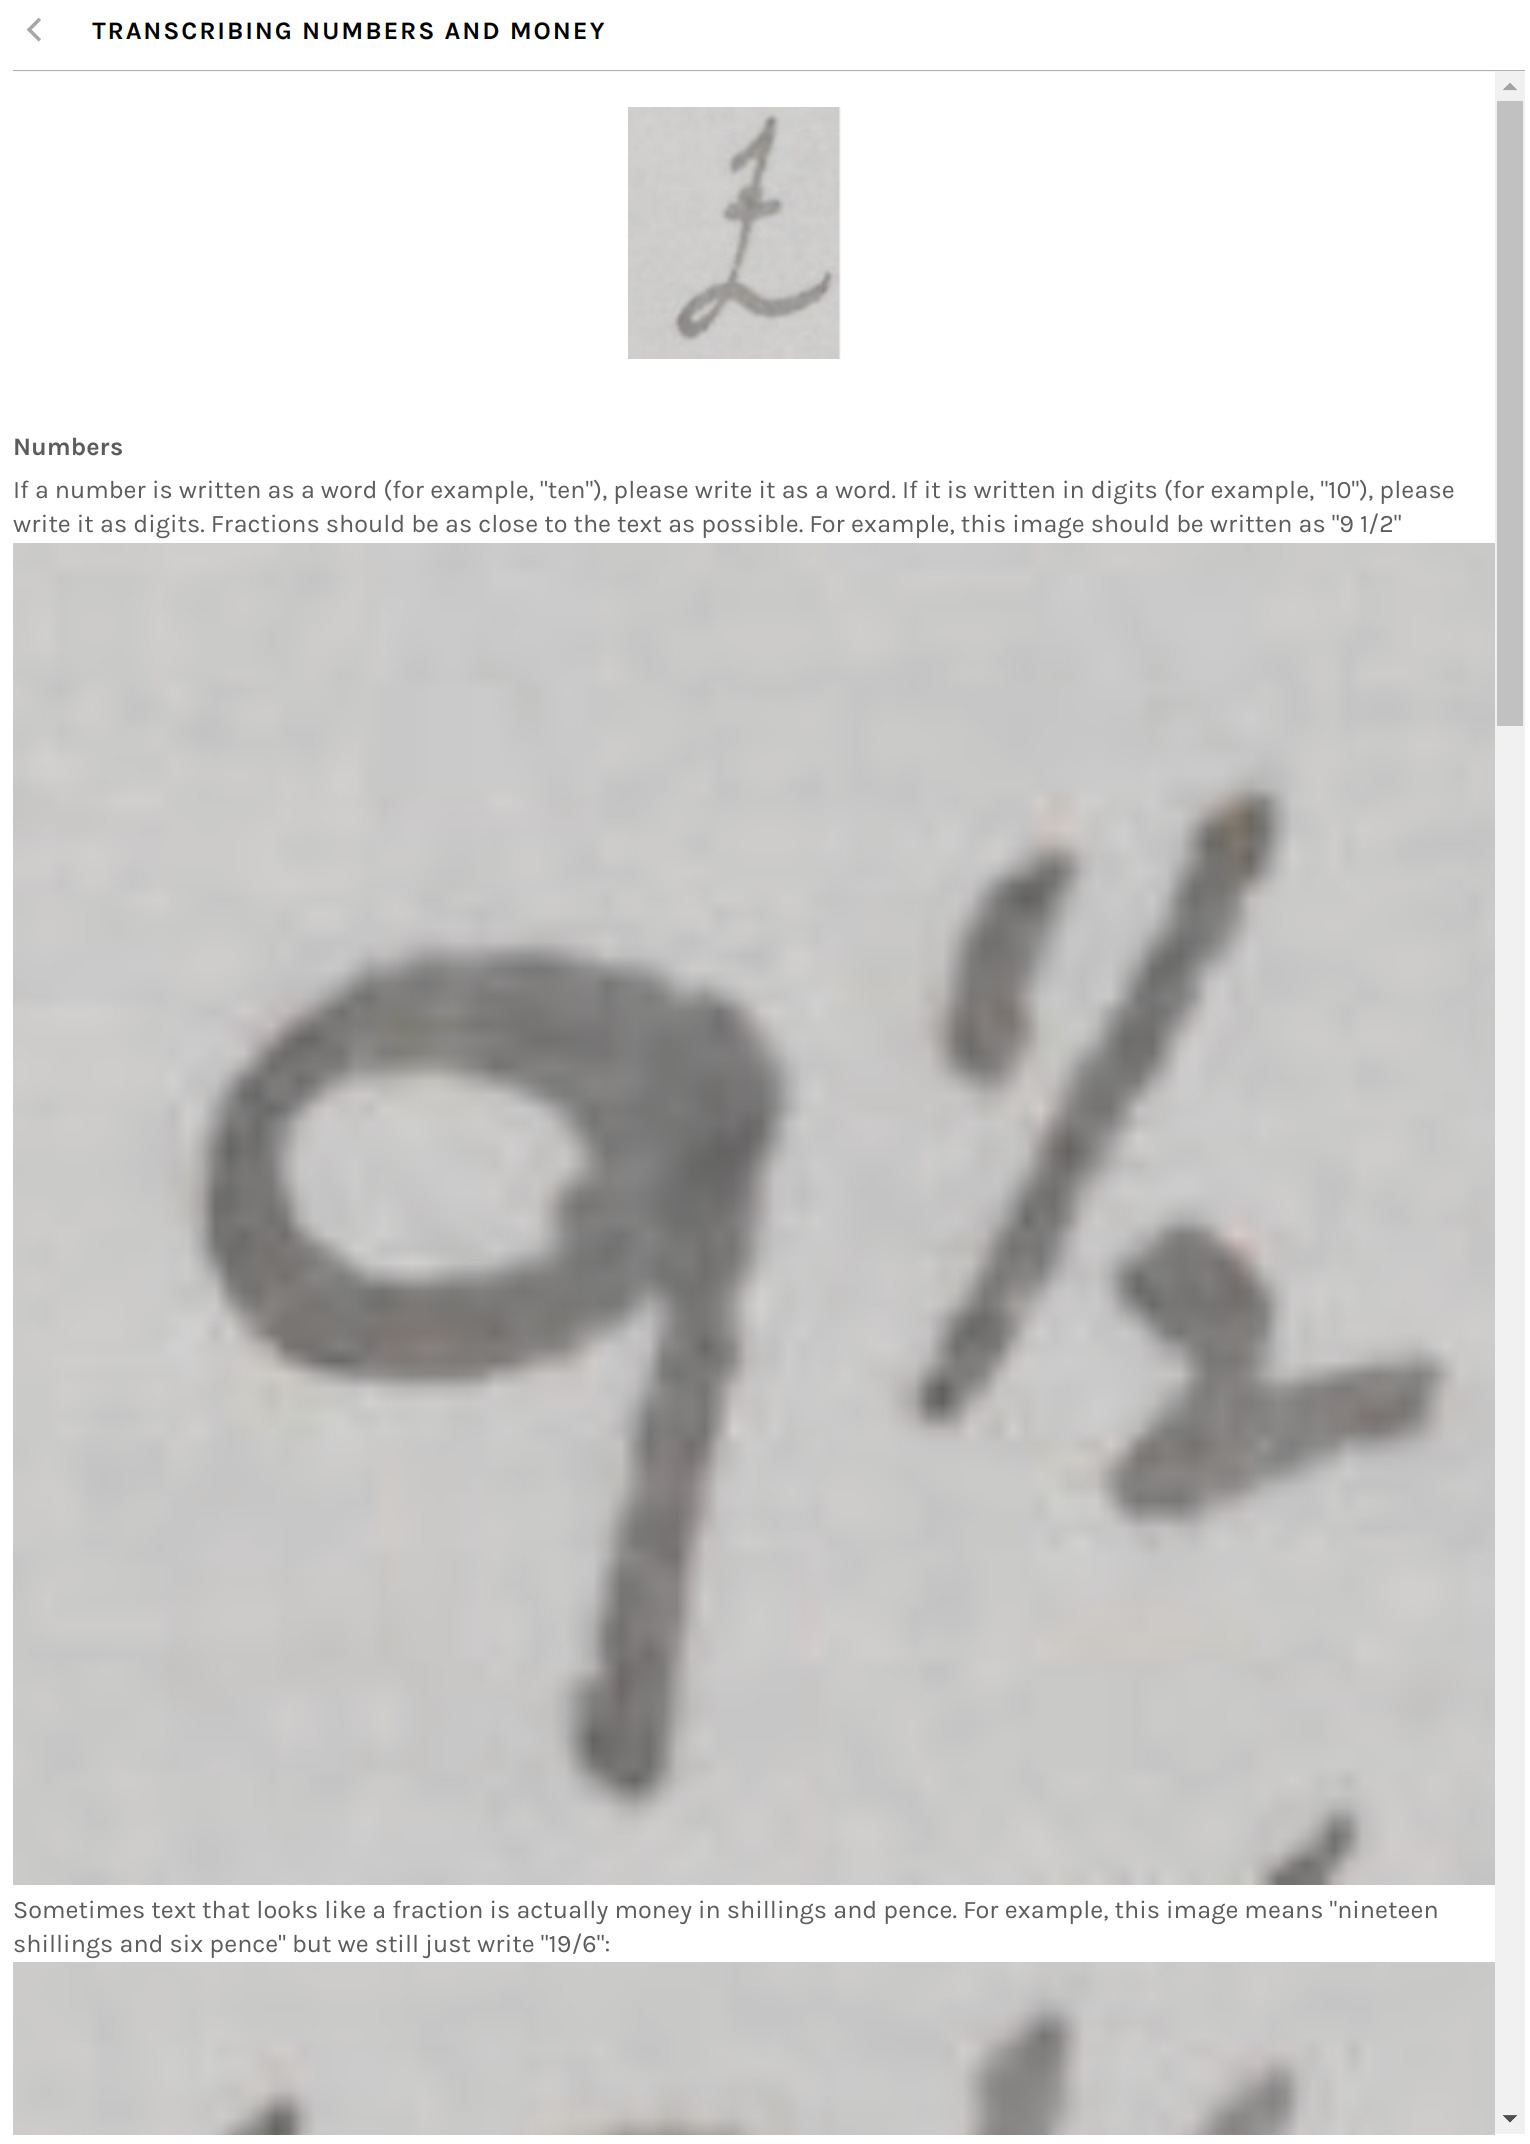 TRANSCRIBING NUMBERS AND MONEY
£
Numbers
If a number is written as a word (for example, "ten"), please write it as a word. If it is written in digits (for example, "10"), please
write it as digits. Fractions should be as close to the text as possible. For example, this image should be written as "9 1/2"
9 1/2
Sometimes text that looks like a fraction is actually money in shillings and pence. For example, this image means "nineteen
shillings and six pence" but we still just write "19/6":